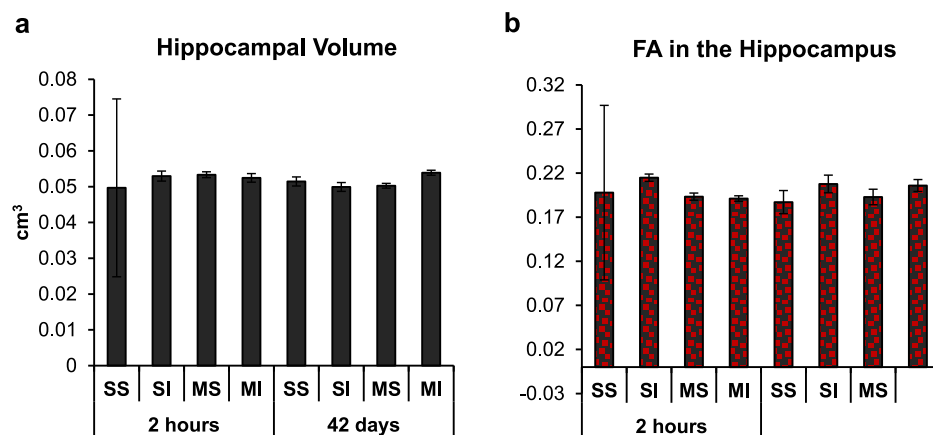 a
Hippocampal Volume
0.08
0.07
0.06
0.05
0.04
0.03
0.02
0.01
0
cm³
SS SI MS MI SS SI MS MI
2 hours 42 days
b
FA in the Hippocampus
0.32
0.27
0.22
0.17
0.12
0.07
0.02
-0.03
SS SI MS MI SS SI MS
2 hours